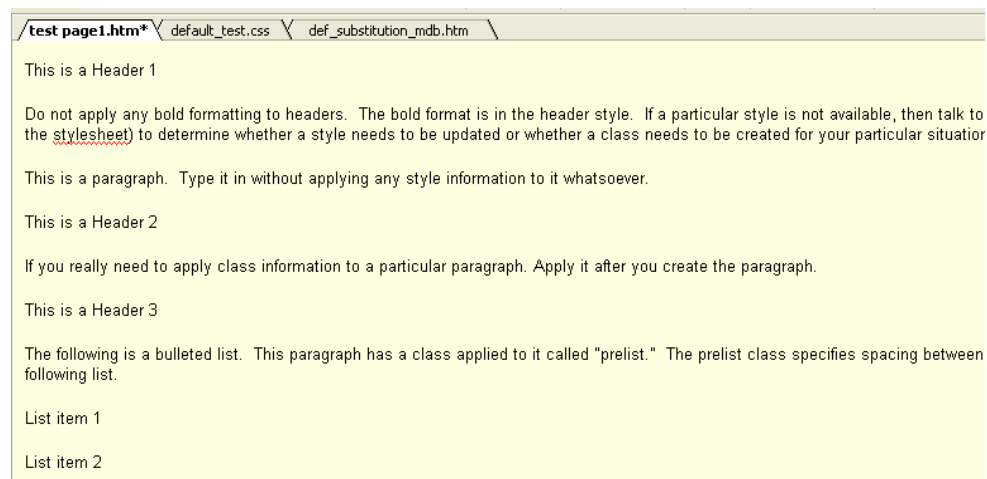 test page1.htm* default_test.css def_substitution_mdb.htm
This is a Header 1
Do not apply any bold formatting to headers.  The bold format is in the header style.  If a particular style is not available, then talk to
the stylesheet) to determine whether a style needs to be updated or whether a class needs to be created for your particular situation
This is a paragraph.  Type it in without applying any style information to it whatsoever.
This is a Header 2
If you really need to apply class information to a particular paragraph. Apply it after you create the paragraph.
This is a Header 3
The following is a bulleted list.  This paragraph has a class applied to it called "prelist."  The prelist class specifies spacing between
following list.
List item 1
List item 2